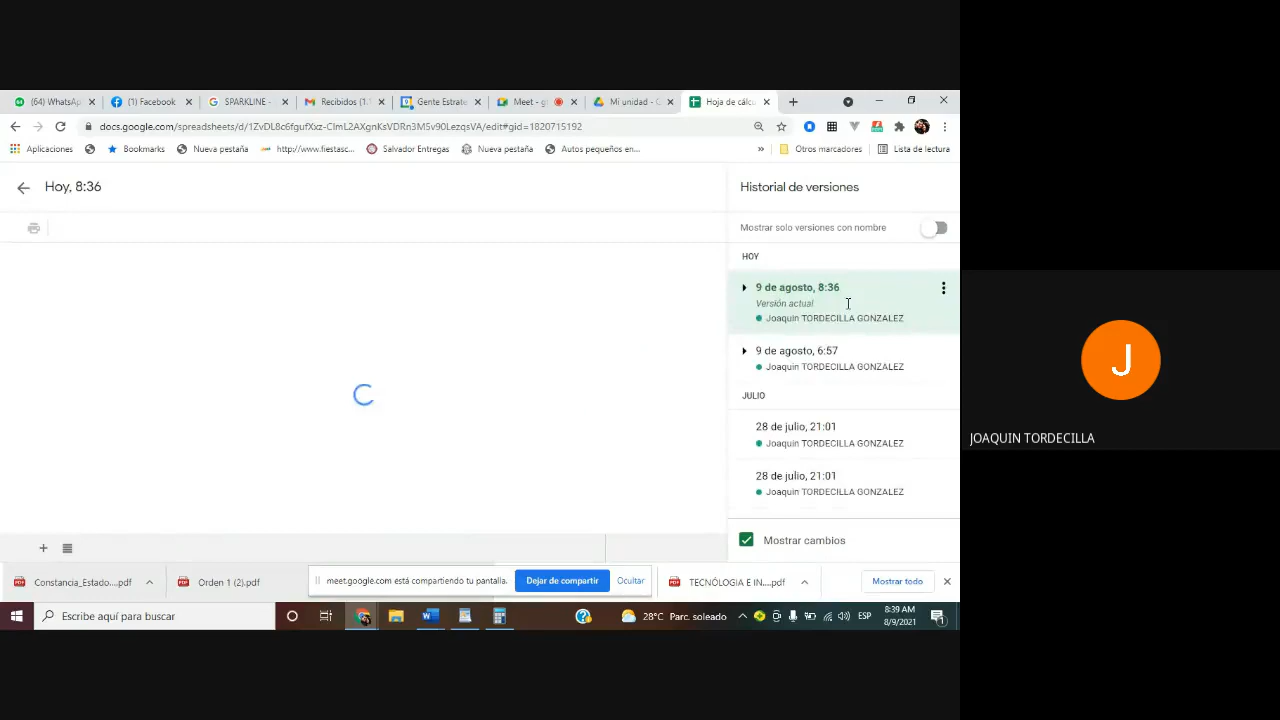 (64) WhatsAp
(1) Facebook
SPARKLINE -
Recibidos (1.
Gente Estrate
Meet - g
Mi unidad - C
Hoja de cálcu
docs.google.com/spreadsheets/d/1ZvDL8c6fgufXxz-ClmL2AXgnKsVDRn3M5v90LezqsVA/edit#gid=1820715192
Aplicaciones
Bookmarks
Nueva pestaña
http://www.fiestasc...
Salvador Entregas
Nueva pestaña
Autos pequeños en...
»
Otros marcadores
Lista de lectura
Hoy, 8:36
Historial de versiones
Mostrar solo versiones con nombre
HOY
9 de agosto, 8:36
Versión actual
Joaquin TORDECILLA GONZALEZ
9 de agosto, 6:57
Joaquin TORDECILLA GONZALEZ
JULIO
28 de julio, 21:01
Joaquin TORDECILLA GONZALEZ
28 de julio, 21:01
Joaquin TORDECILLA GONZALEZ
Mostrar cambios
J
JOAQUIN TORDECILLA
Constancia_Estado....pdf
Orden 1 (2).pdf
meet.google.com está compartiendo tu pantalla.
Dejar de compartir
Ocultar
TECNÓLOGIA E IN....pdf
Mostrar todo
Escribe aquí para buscar
28°C Parc. soleado
ESP
8:39 AM
8/9/2021